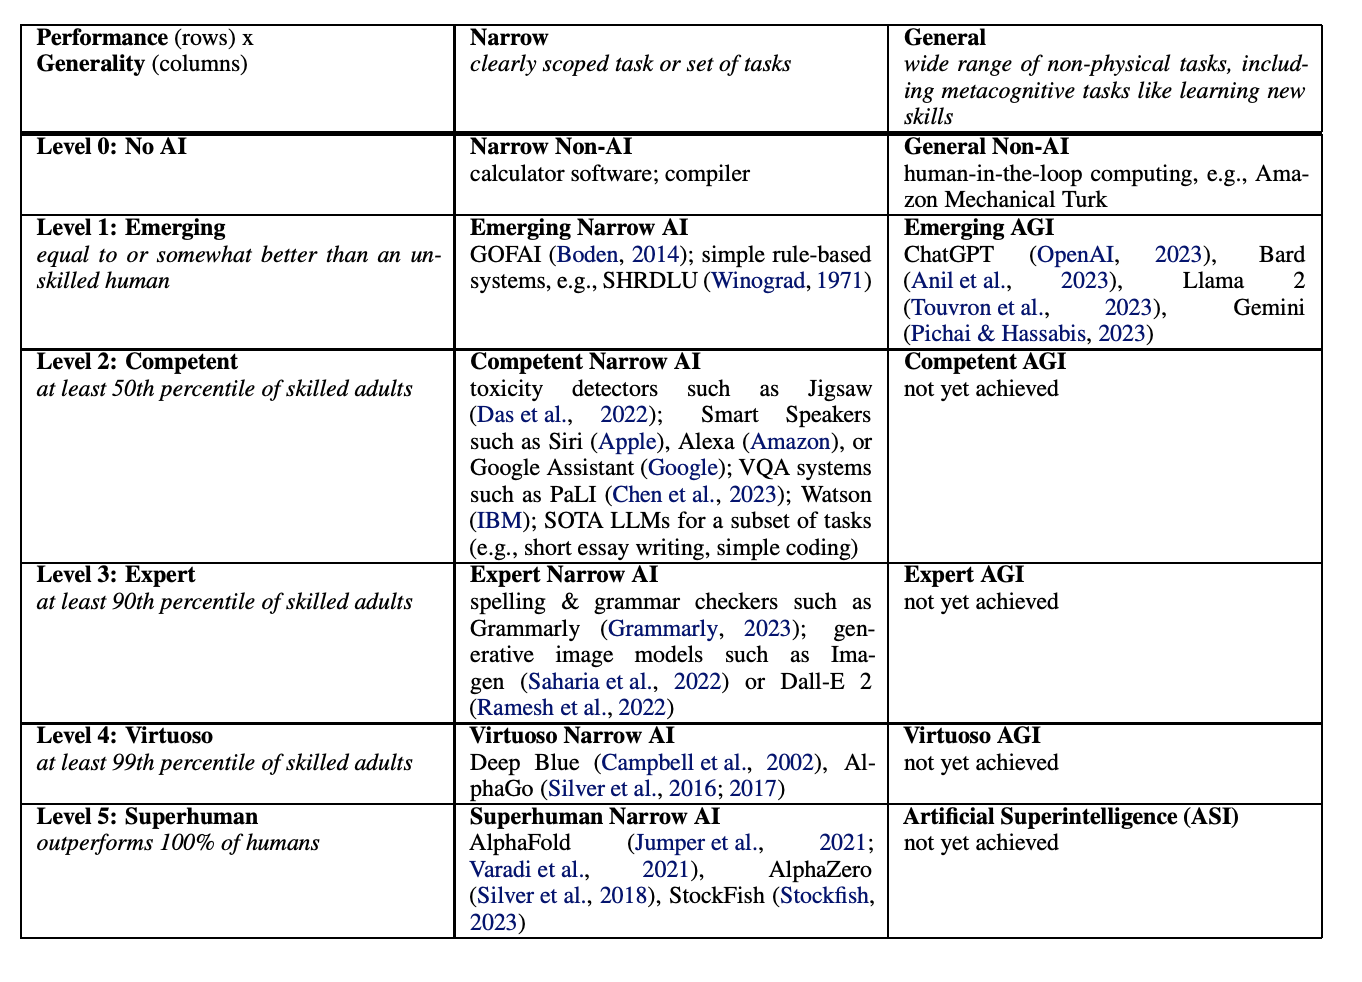 Performance (rows) x
Generality (columns)
Narrow
clearly scoped task or set of tasks
General
wide range of non-physical tasks, includ-
ing metacognitive tasks like learning new
skills
Level 0: No AI
Narrow Non-AI
calculator software; compiler
General Non-AI
human-in-the-loop computing, e.g., Ama-
zon Mechanical Turk
Level 1: Emerging
equal to or somewhat better than an un-
skilled human
Emerging Narrow AI
GOFAI (Boden, 2014); simple rule-based
systems, e.g., SHRDLU (Winograd, 1971)
Emerging AGI
ChatGPT (OpenAI, 2023), Bard
(Anil et al., 2023), Llama 2
(Touvron et al., 2023), Gemini
(Pichai & Hassabis, 2023)
Level 2: Competent
at least 50th percentile of skilled adults
Competent Narrow AI
toxicity detectors such as Jigsaw
(Das et al., 2022); Smart Speakers
such as Siri (Apple), Alexa (Amazon), or
Google Assistant (Google); VQA systems
such as PaLI (Chen et al., 2023); Watson
(IBM); SOTA LLMs for a subset of tasks
(e.g., short essay writing, simple coding)
Competent AGI
not yet achieved
Level 3: Expert
at least 90th percentile of skilled adults
Expert Narrow AI
spelling & grammar checkers such as
Grammarly (Grammarly, 2023); gen-
erative image models such as Ima-
gen (Saharia et al., 2022) or Dall-E 2
(Ramesh et al., 2022)
Expert AGI
not yet achieved
Level 4: Virtuoso
at least 99th percentile of skilled adults
Virtuoso Narrow AI
Deep Blue (Campbell et al., 2002), Al-
phaGo (Silver et al., 2016; 2017)
Virtuoso AGI
not yet achieved
Level 5: Superhuman
outperforms 100% of humans
Superhuman Narrow AI
AlphaFold (Jumper et al., 2021;
Varadi et al., 2021), AlphaZero
(Silver et al., 2018), StockFish (Stockfish,
2023)
Artificial Superintelligence (ASI)
not yet achieved